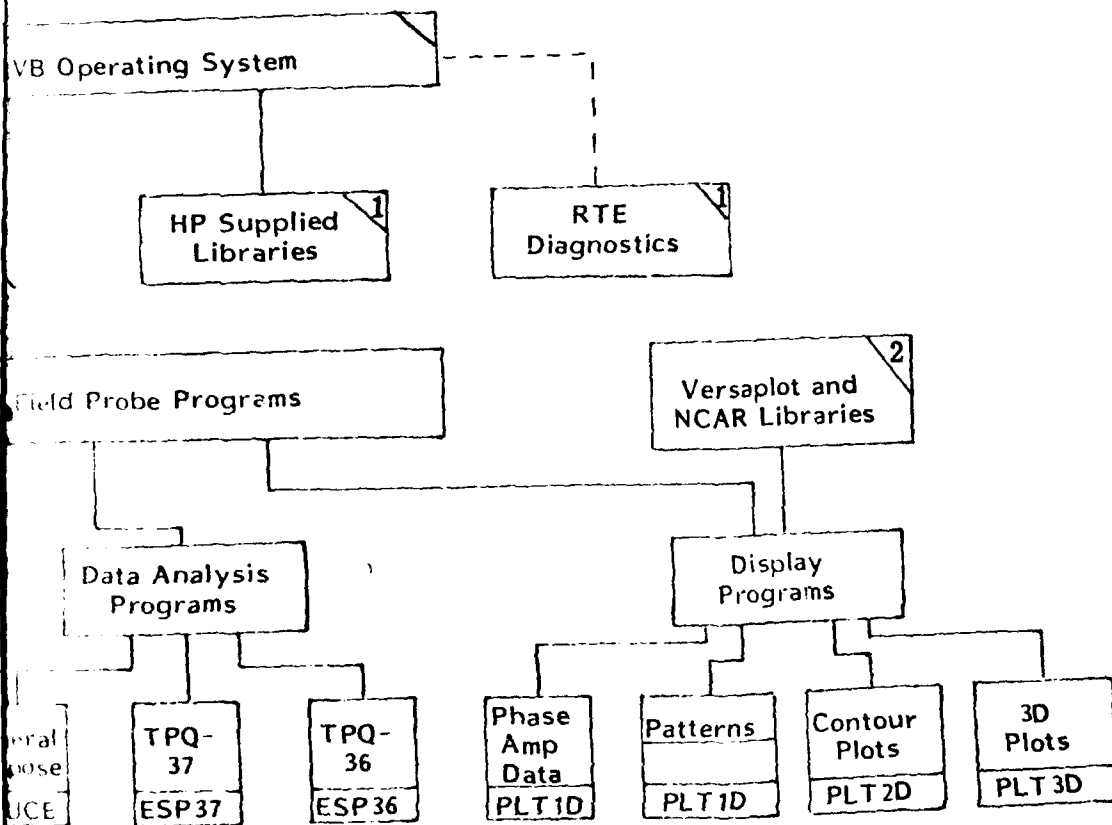 VB Operating System
HP Supplied
Libraries
1
RTE
Diagnostics
1
Field Probe Programs
Versaplot and
NCAR Libraries
2
Data Analysis
Programs
Display
Programs
TPQ-
37
ESP37
TPQ-
36
ESP36
Phase
Amp
Data
PLT1D
Patterns
PLT1D
Contour
Plots
PLT2D
3D
Plots
PLT3D